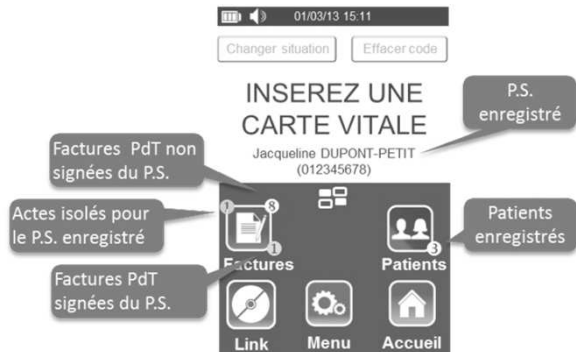 01/03/13 15:11
Changer situation
Effacer code
INSEREZ UNE
CARTE VITALE
Jacqueline DUPONT-PETIT
(012345678)
P.S.
enregistré
Factures PdT non
signées du P.S.
Actes isolés pour
le P.S. enregistré
Patients
enregistrés
Factures PdT
signées du P.S.
1
8
1
3
Factures
Patients
Link
Menu
Accueil